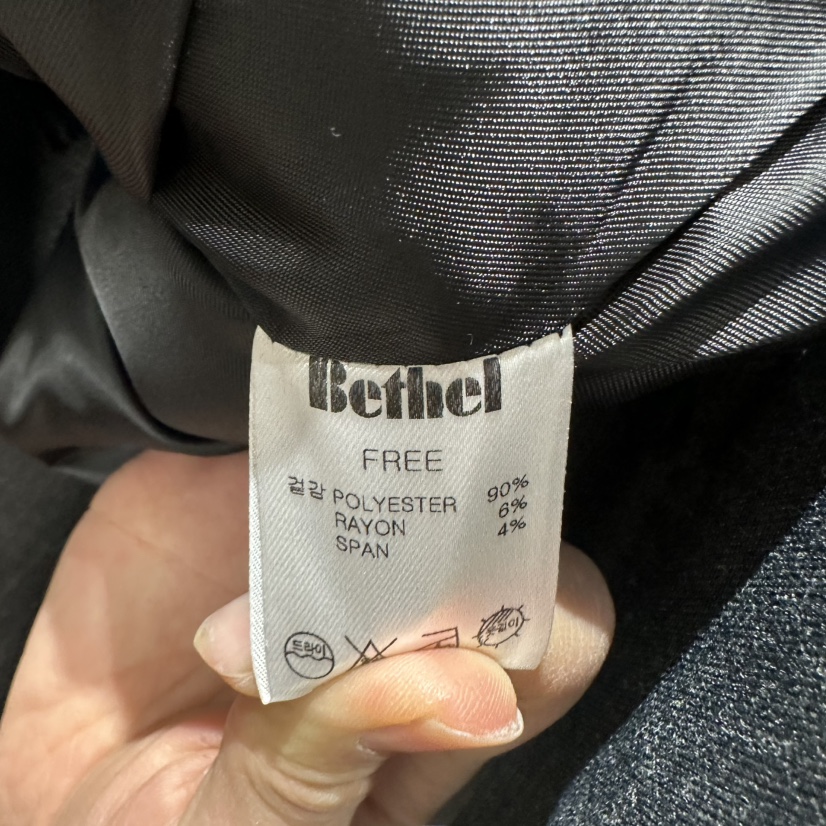 Bethel
FREE
겉감 POLYESTER 90%
RAYON 6%
SPAN 4%
드라이